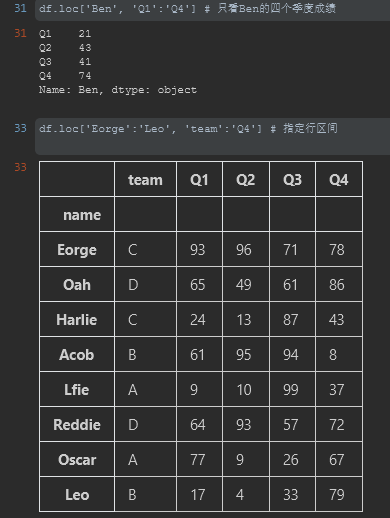 31 df.loc['Ben', 'Q1':'Q4'] # 只看Ben的四个季度成绩
31 Q1 21
Q2 43
Q3 41
Q4 74
Name: Ben, dtype: object
33 df.loc['Eorge':'Leo', 'team':'Q4'] # 指定行区间
33 team Q1 Q2 Q3 Q4
name
Eorge C 93 96 71 78
Oah D 65 49 61 86
Harlie C 24 13 87 43
Acob B 61 95 94 8
Lfie A 9 10 99 37
Reddie D 64 93 57 72
Oscar A 77 9 26 67
Leo B 17 4 33 79